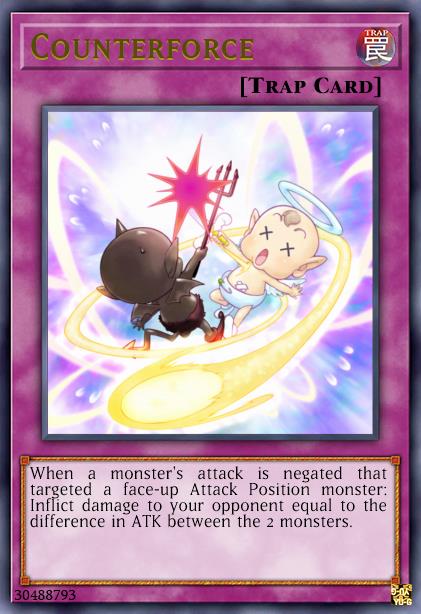 COUNTERFORCE
TRAP
罠
[TRAP CARD]
When a monster's attack is negated that
targeted a face-up Attack Position monster:
Inflict damage to your opponent equal to the
difference in ATK between the 2 monsters.
30488793